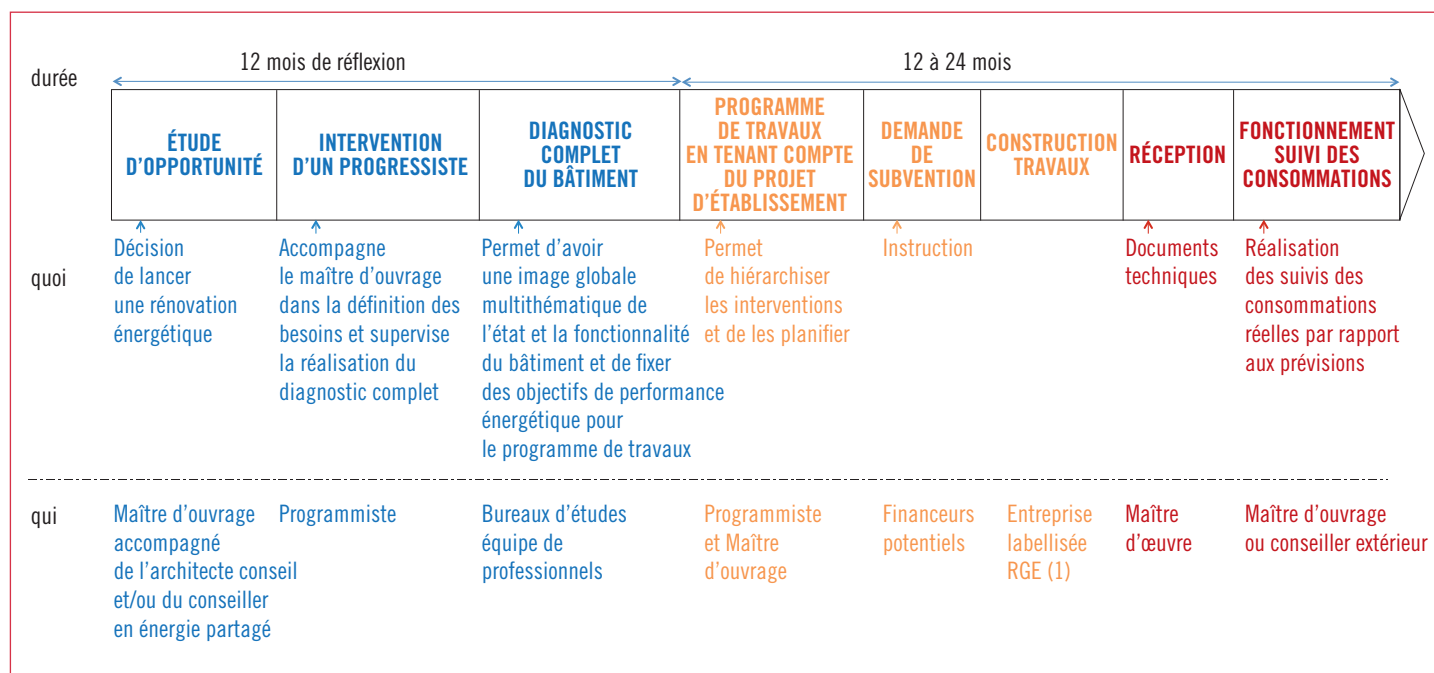 durée
12 mois de réflexion
12 à 24 mois
ÉTUDE
D'OPPORTUNITÉ
INTERVENTION
D'UN PROGRESSISTE
DIAGNOSTIC
COMPLET
DU BÂTIMENT
PROGRAMME
DE TRAVAUX
EN TENANT COMPTE
DU PROJET
D'ÉTABLISSEMENT
DEMANDE
DE
SUBVENTION
CONSTRUCTION
TRAVAUX
RÉCEPTION
FONCTIONNEMENT
SUIVI DES
CONSOMMATIONS
quoi
Décision
de lancer
une rénovation
énergétique
Accompagne
le maître d'ouvrage
dans la définition des
besoins et supervise
la réalisation du
diagnostic complet
Permet d'avoir
une image globale
multithématique de
l'état et la fonctionnalité
du bâtiment et de fixer
des objectifs de performance
énergétique pour
le programme de travaux
Permet
de hiérarchiser
les interventions
et de les planifier
Instruction
Documents
techniques
Réalisation
des suivis des
consommations
réelles par rapport
aux prévisions
qui
Maître d'ouvrage
accompagné
de l'architecte conseil
et/ou du conseiller
en énergie partagé
Programmiste
Bureaux d'études
équipe de
professionnels
Programmiste
et Maître
d'ouvrage
Financeurs
potentiels
Entreprise
labellisée
RGE (1)
Maître
d'œuvre
Maître d'ouvrage
ou conseiller extérieur